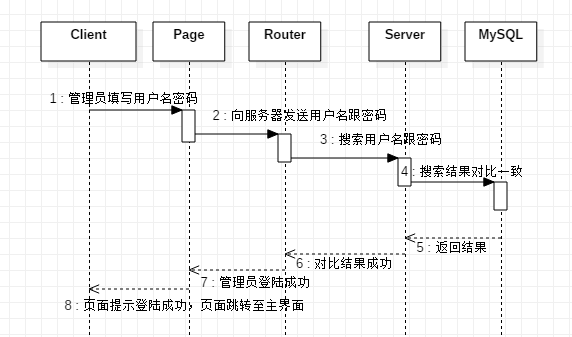 Client Page Router Server MySQL
1 : 管理员填写用户名密码
2 : 向服务器发送用户名跟密码
3 : 搜索用户名跟密码
4 : 搜索结果对比一致
5 : 返回结果
6 : 对比结果成功
7 : 管理员登陆成功
8 : 页面提示登陆成功，页面跳转至主界面